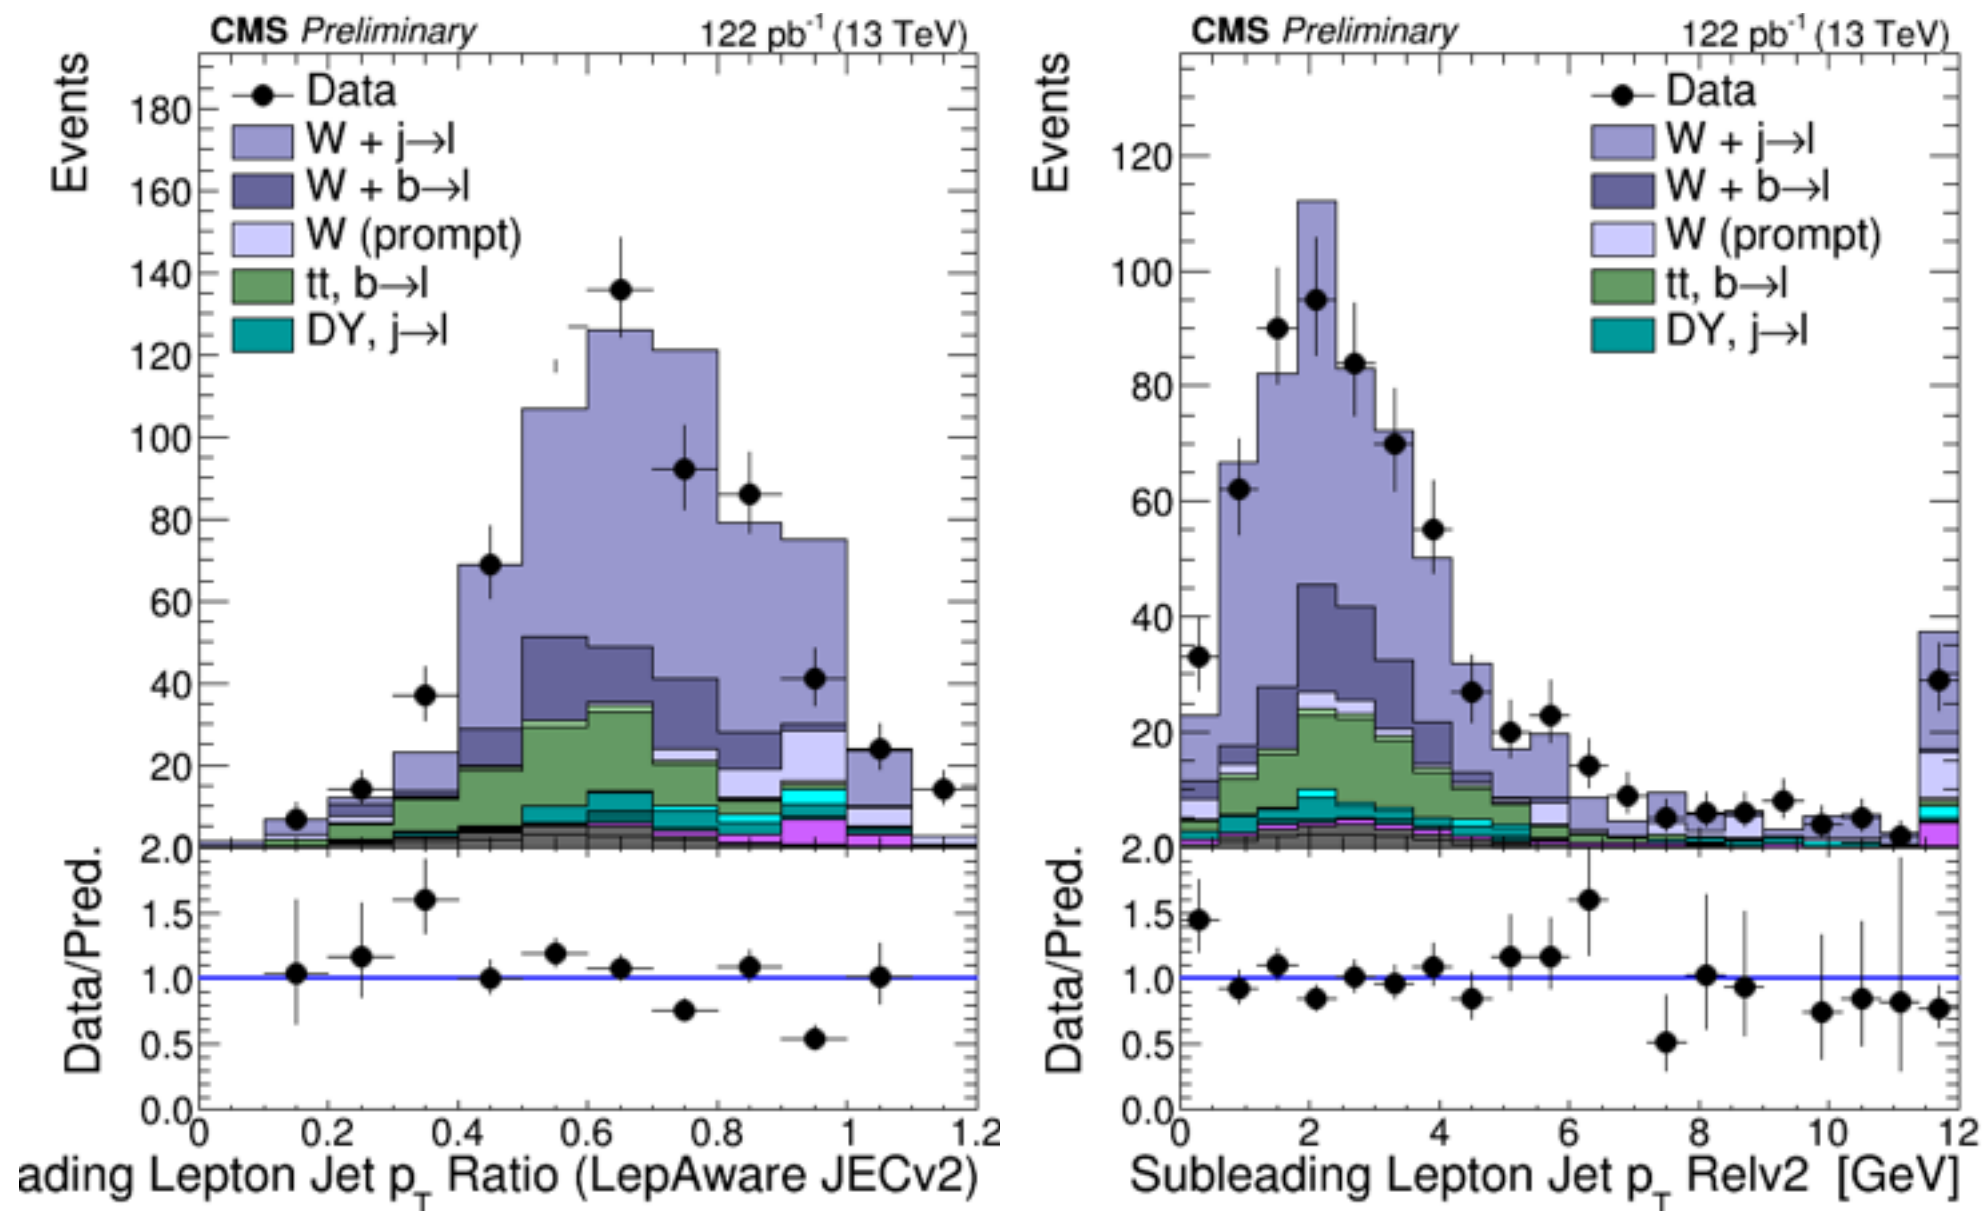 CMS Preliminary 122 pb-1 (13 TeV)
Events
180
160
140
120
100
80
60
40
20
Data
W + j→l
W + b→l
W (prompt)
tt, b→l
DY, j→l
Data/Pred.
2.0
1.5
1.0
0.5
0.0
0 0.2 0.4 0.6 0.8 1 1.2
ading Lepton Jet pT Ratio (LepAware JECv2)
CMS Preliminary 122 pb-1 (13 TeV)
Events
120
100
80
60
40
20
Data
W + j→l
W + b→l
W (prompt)
tt, b→l
DY, j→l
Data/Pred.
2.0
1.5
1.0
0.5
0.0
0 2 4 6 8 10 12
Subleading Lepton Jet pT Relv2 [GeV]